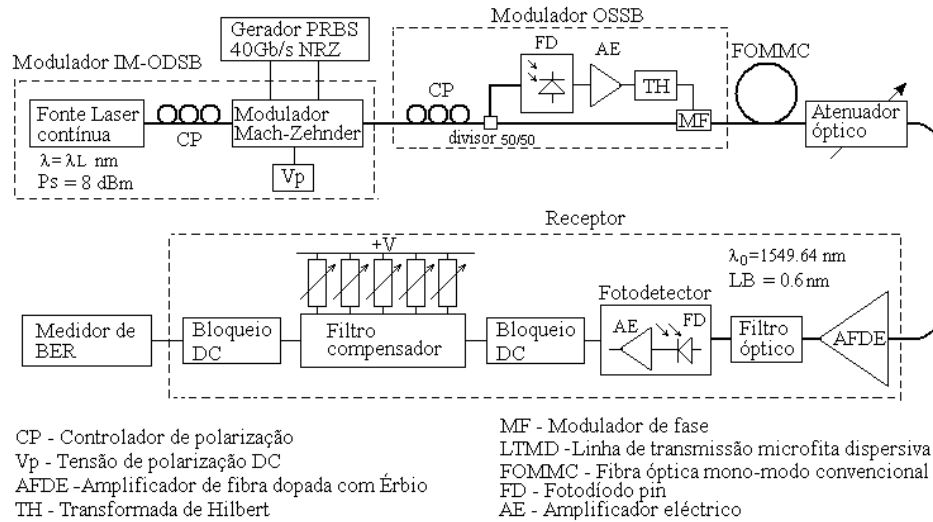 Modulador OSSB
Gerador PRBS
40Gb/s NRZ
Modulador IM-ODSB
FD
AE
TH
FOMMC
CP
Fonte Laser
contínua
CP
Modulador
Mach-Zehnder
divisor 50/50
MF
Atenuador
óptico
λ= λL nm
Ps = 8 dBm
Vp
Receptor
+V
λ0=1549.64 nm
LB = 0.6 nm
Fotodetector
Medidor de
BER
Bloqueio
DC
Filtro
compensador
Bloqueio
DC
AE
FD
Filtro
óptico
AFDE
CP - Controlador de polarização
Vp - Tensão de polarização DC
AFDE -Amplificador de fibra dopada com Érbio
TH - Transformada de Hilbert
MF - Modulador de fase
LTMD -Linha de transmissão microfita dispersiva
FOMMC - Fibra óptica mono-modo convencional
FD - Fotodíodo pin
AE - Amplificador eléctrico